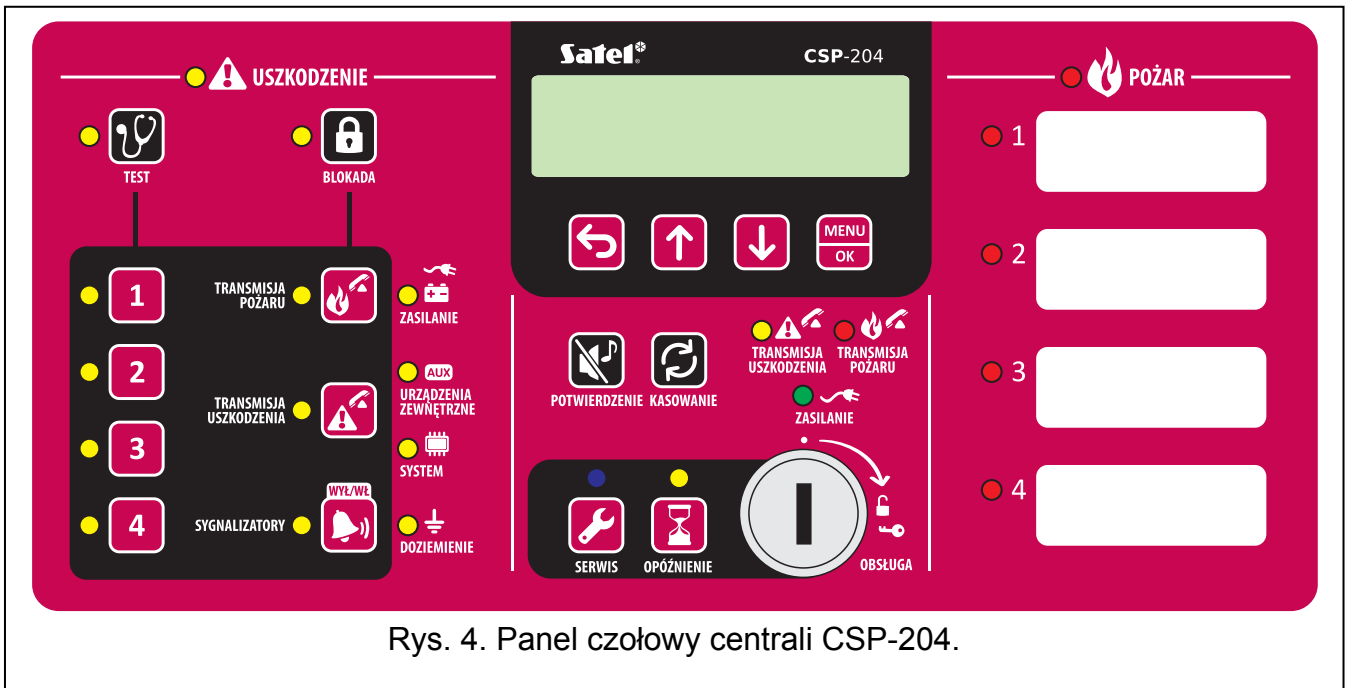 USZKODZENIE
TEST
BLOKADA
1
2
3
4
TRANSMISJA
POŻARU
TRANSMISJA
USZKODZENIA
WYŁ/WŁ
SYGNALIZATORY
ZASILANIE
AUX
URZĄDZENIA
ZEWNĘTRZNE
SYSTEM
DOZIEMIENIE
Satel®
CSP-204
MENU
OK
POTWIERDZENIE
KASOWANIE
TRANSMISJA
USZKODZENIA
TRANSMISJA
POŻARU
ZASILANIE
SERWIS
OPÓŹNIENIE
OBSŁUGA
POŻAR
1
2
3
4
Rys. 4. Panel czołowy centrali CSP-204.